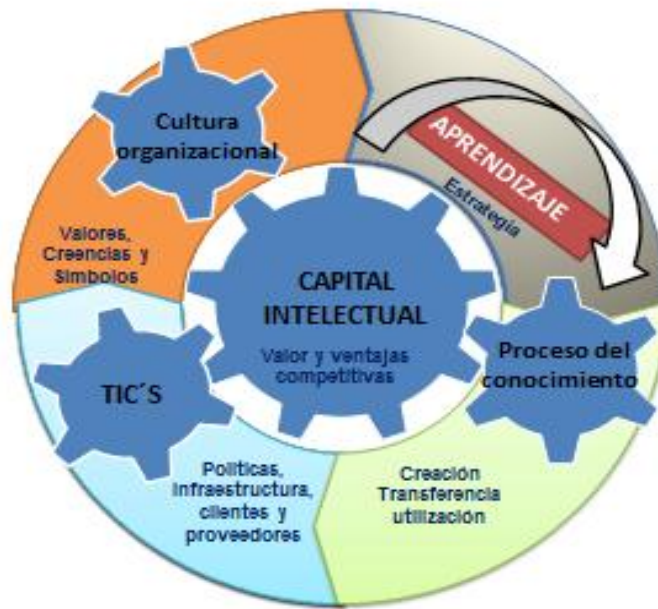 Cultura
organizacional
Valores,
Creencias y
Símbolos
APRENDIZAJE
Estrategia
CAPITAL
INTELECTUAL
Valor y ventajas
competitivas
Proceso del
conocimiento
TIC´S
Políticas,
infraestructura,
clientes y
proveedores
Creación
Transferencia
utilización